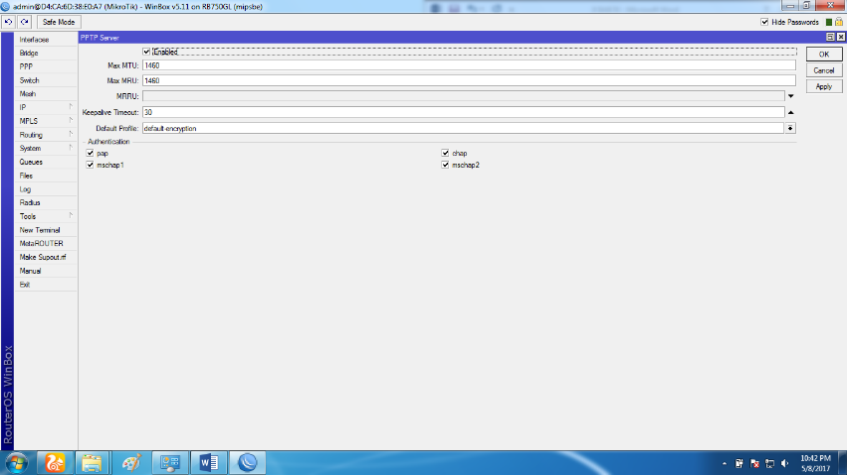 admin@D4:CA:6D:38:E0:A7 (MikroTik) - WinBox v5.11 on RB750GL (mipsbe)
Safe Mode
Hide Passwords
Interfaces
Bridge
PPP
Switch
Mesh
IP
MPLS
Routing
System
Queues
Files
Log
Radius
Tools
New Terminal
MetaROUTER
Make Supout.rif
Manual
Exit
RouterOS WinBox
PPTP Server
Enabled
Max MTU: 1460
Max MRU: 1460
MRRU:
Keepalive Timeout: 30
Default Profile: default-encryption
Authentication
pap
chap
mschap1
mschap2
OK
Cancel
Apply
10:42 PM
5/8/2017